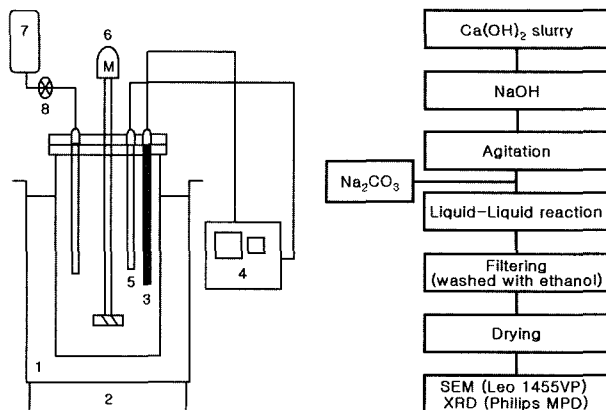 7
6
M
8
5
3
4
1
2
Ca(OH)₂ slurry
NaOH
Agitation
Na₂CO₃
Liquid-Liquid reaction
Filtering
(washed with ethanol)
Drying
SEM (Leo 1455VP)
XRD (Philips MPD)